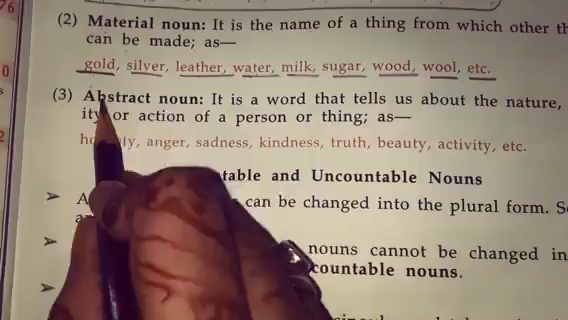 76
(2) Material noun: It is the name of a thing from which other
can be made; as—
gold, silver, leather, water, milk, sugar, wood, wool, etc.
0
(3) Abstract noun: It is a word that tells us about the nature,
or action of a person or thing; as—
2
anger, sadness, kindness, truth, beauty, activity, etc.
and Uncountable Nouns
➤ can be changed into the plural form.
➤ nouns cannot be changed in
countable nouns.
➤